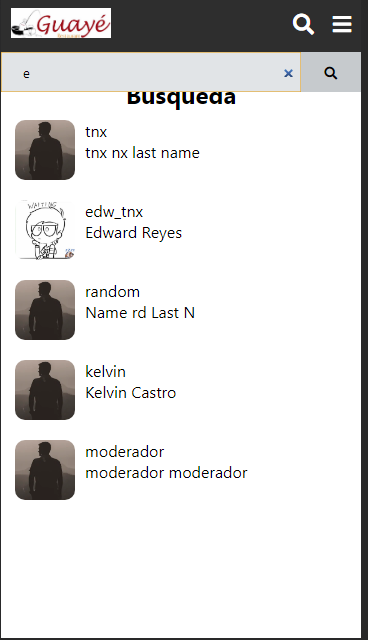 Guayé
e
Busqueda
tnx
tnx nx last name
edw_tnx
Edward Reyes
random
Name rd Last N
kelvin
Kelvin Castro
moderador
moderador moderador